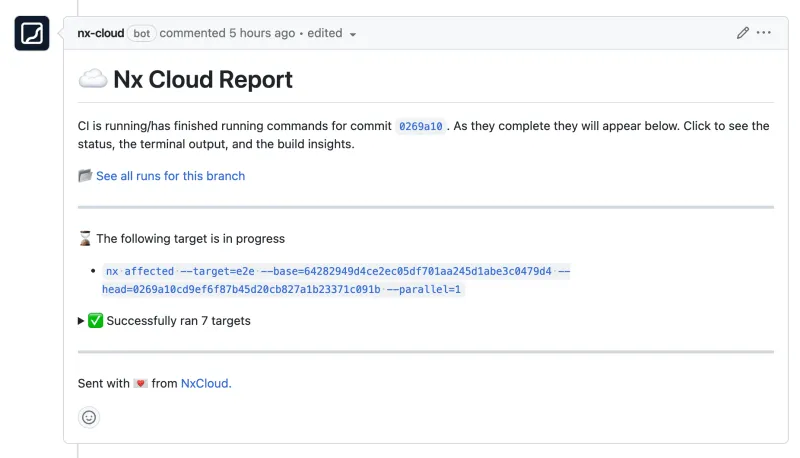 nx-cloud bot commented 5 hours ago • edited
Nx Cloud Report
CI is running/has finished running commands for commit 0269a10. As they complete they will appear below. Click to see the
status, the terminal output, and the build insights.
See all runs for this branch
The following target is in progress
• nx affected --target=e2e --base=64282949d4ce2ec05df701aa245d1abe3c0479d4 --
head=0269a10cd9ef6f87b45d20cb827a1b23371c091b --parallel=1
Successfully ran 7 targets
Sent with 💌 from NxCloud.